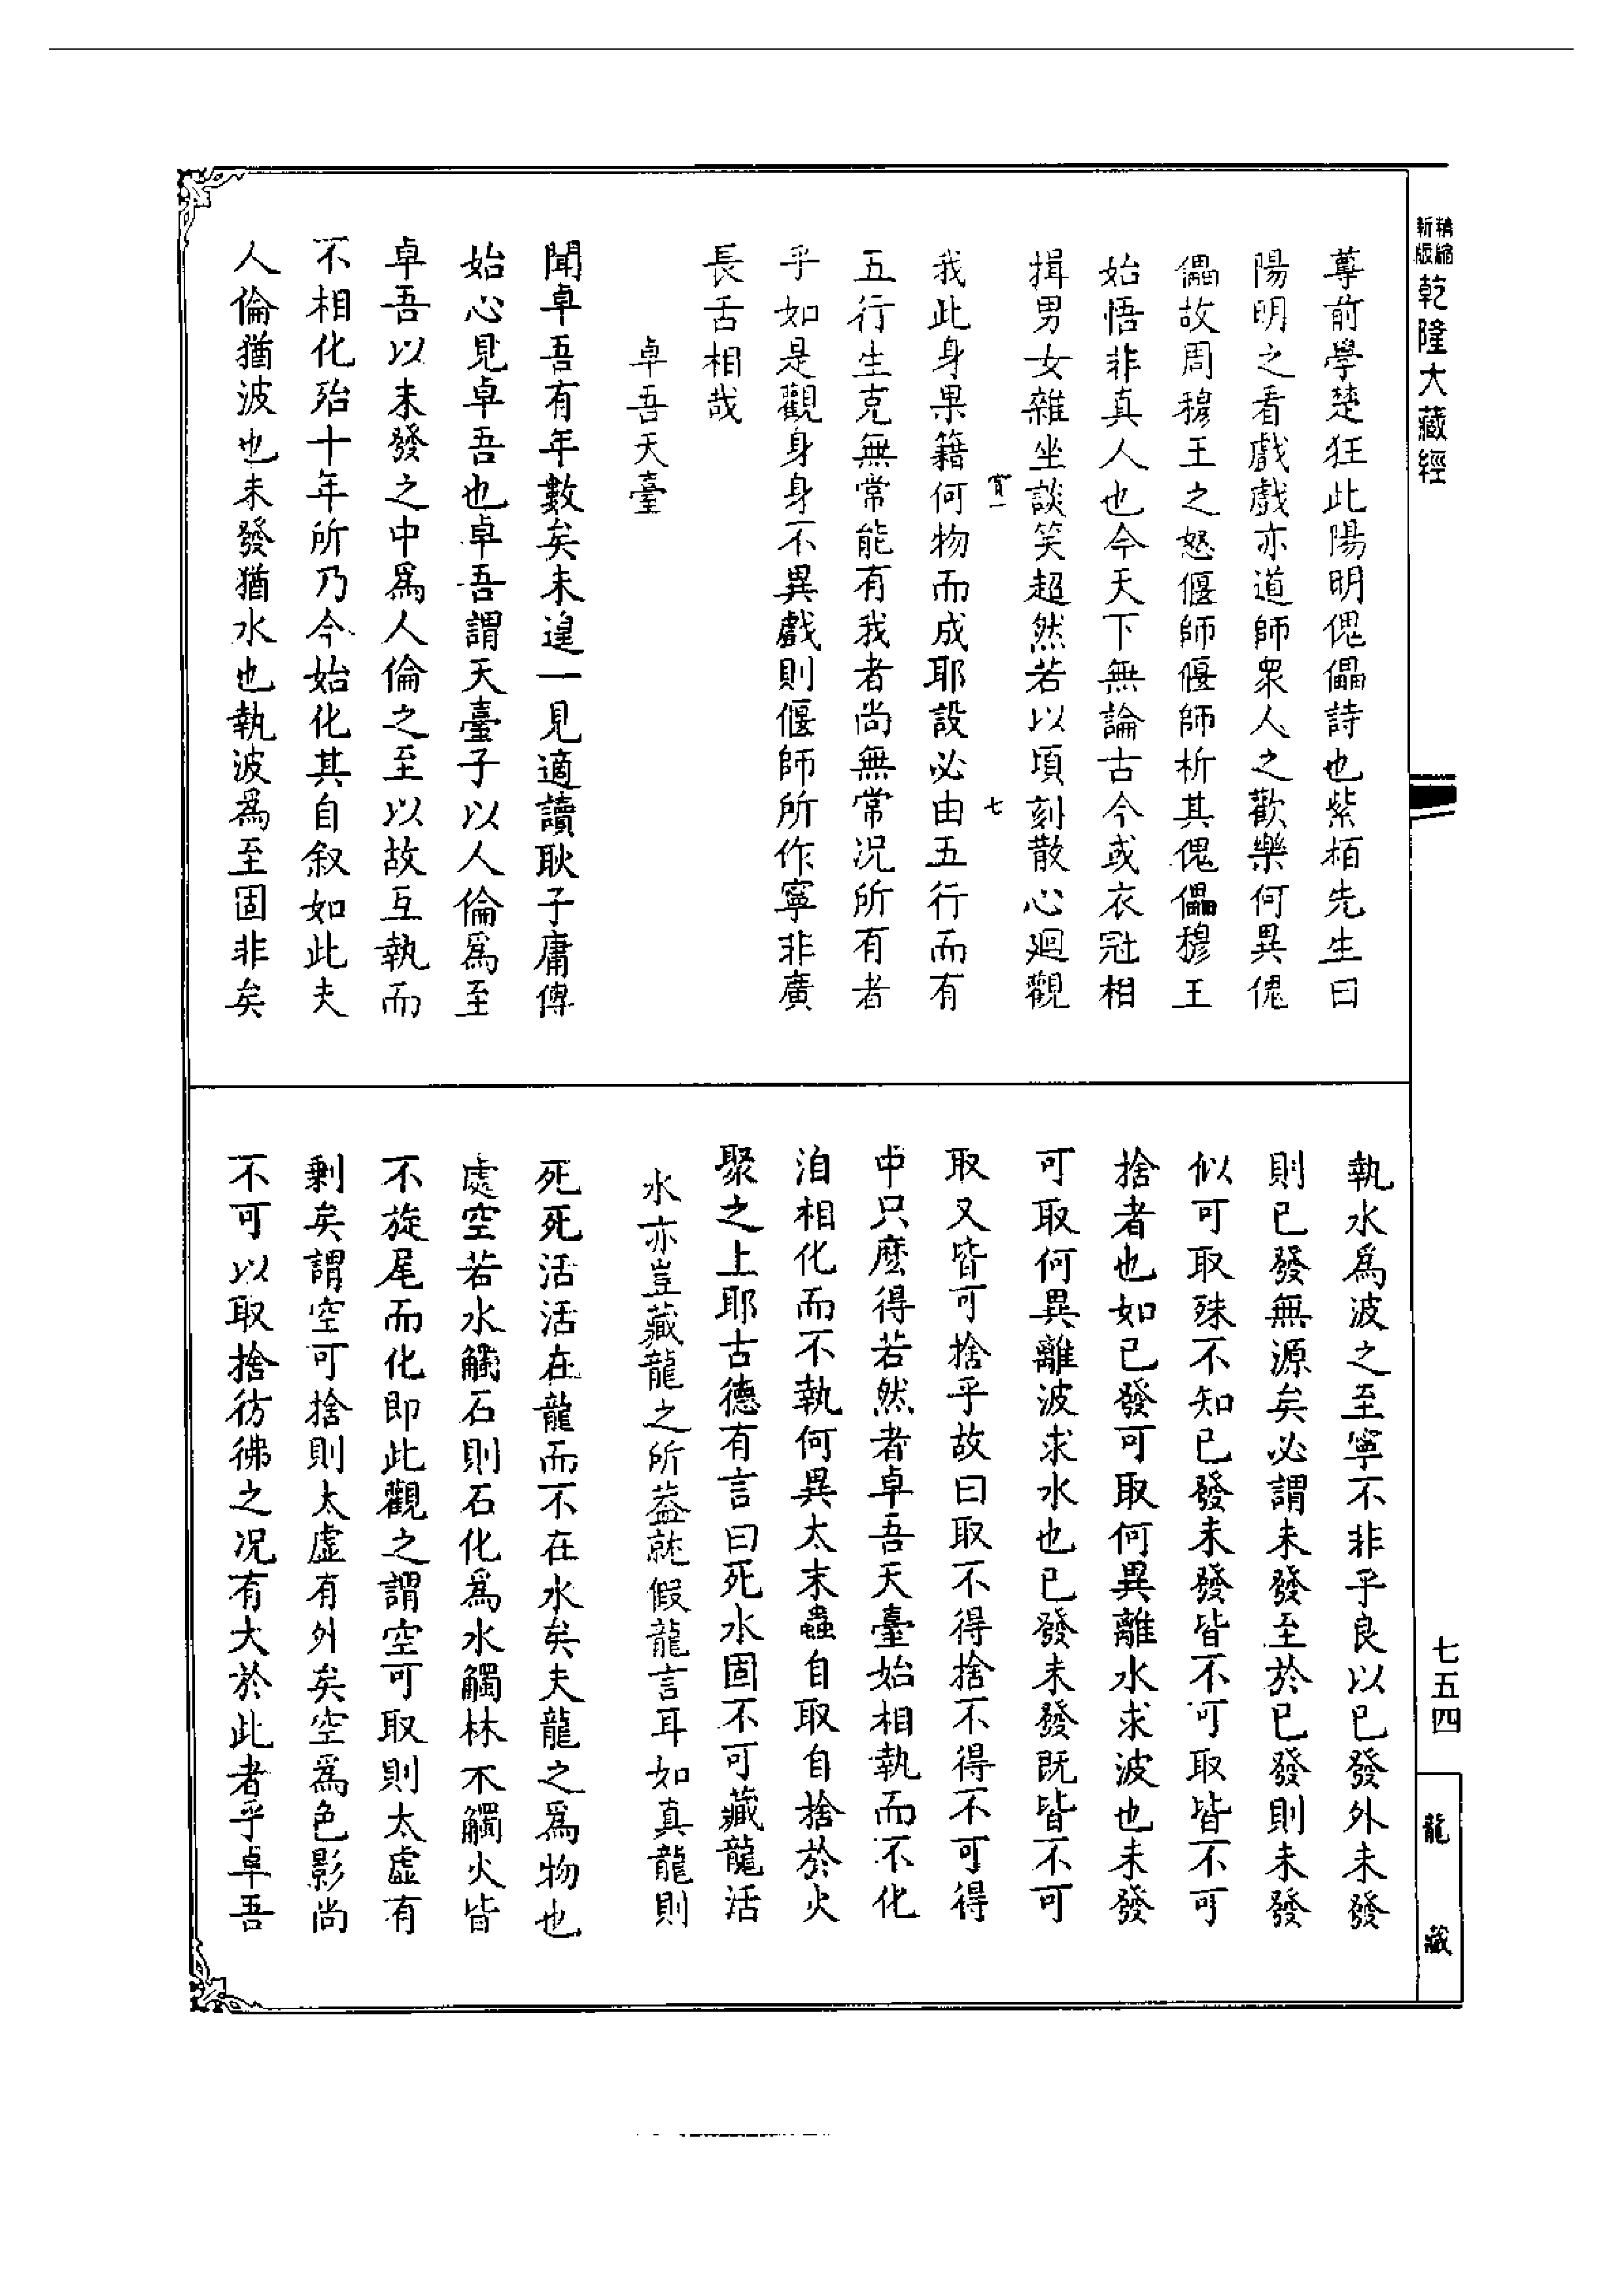 精縮新版乾隆大藏經
尊前學楚狂此陽明傀儡詩也紫栢先生曰
陽明之看戲戲亦道師衆人之歡樂何異傀
儡故周穆王之怒偃師偃師析其傀儡穆王
始悟非真人也今天下無論古今或衣冠相
揖男女雜坐談笑超然若以頃刻散心廻觀
七
我此身果籍何物而成耶設必由五行而有
五行生克無常能有我者尚無常况所有者
乎如是觀身身不異戲則偃師所作寧非廣
長舌相哉
卓吾天臺
聞卓吾有年數矣未遑一見適讀耿子庸傳
始心見卓吾也卓吾謂天臺子以人倫爲至
卓吾以未發之中爲人倫之至以故互執而
不相化殆十年所乃今始化其自叙如此夫
人倫猶波也未發猶水也執波爲至固非矣
執水爲波之至寧不非乎良以已發外未發
則已發無源矣必謂未發至於已發則未發
似可取殊不知已發未發皆不可取皆不可
捨者也如已發可取何異離水求波也未發
可取何異離波求水也已發未發既皆不可
取又皆可捨乎故曰取不得捨不得不可得
中只麽得若然者卓吾天臺始相執而不化
洎相化而不執何異太末蟲自取自捨於火
聚之上耶古德有言曰死水固不可藏龍活
水亦豈藏龍之所葢就假龍言耳如真龍則
死死活活在龍而不在水矣夫龍之爲物也
處空若水觸石則石化爲水觸林不觸火皆
不旋尾而化即此觀之謂空可取則太虛有
剩矣謂空可捨則太虛有外矣空爲色影尚
不可以取捨彷彿之况有大於此者乎卓吾
七五四
龍藏